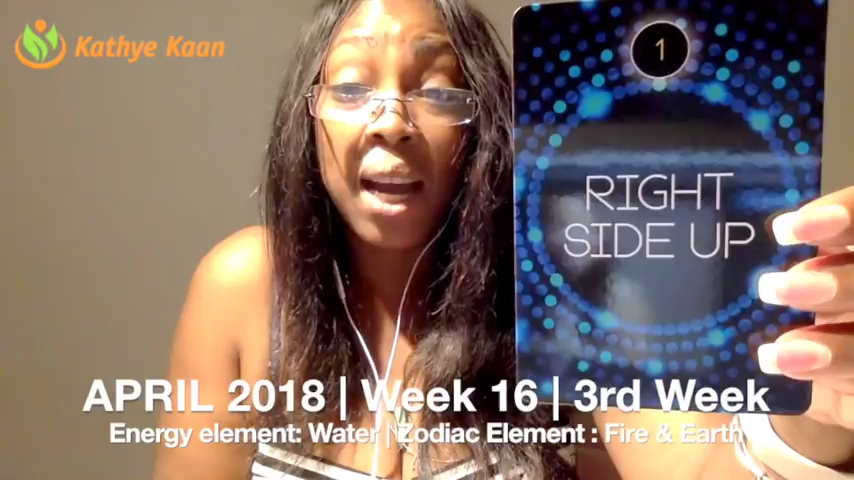 Kathye Kaan
1
RIGHT
SIDE UP
APRIL 2018 | Week 16 | 3rd Week
Energy element: Water | Zodiac Element : Fire & Earth